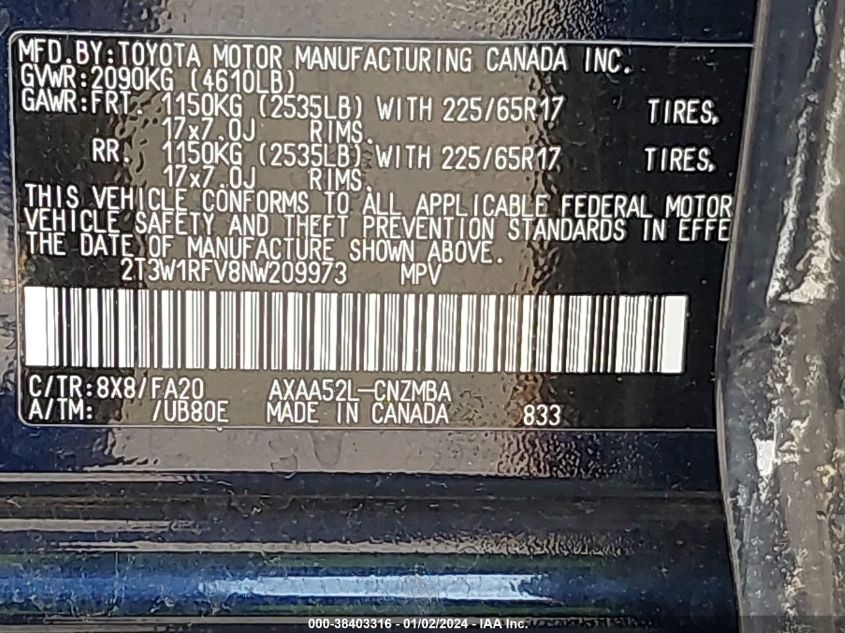 MFD.BY:TOYOTA MOTOR MANUFACTURING CANADA INC.
GVWR:2090KG (4610LB)
GAWR:FRT. 1150KG (2535LB) WITH 225/65R17 TIRES,
17x7.0J RIMS.
RR. 1150KG (2535LB) WITH 225/65R17 TIRES,
17x7.0J RIMS.
THIS VEHICLE CONFORMS TO ALL APPLICABLE FEDERAL MOTOR
VEHICLE SAFETY AND THEFT PREVENTION STANDARDS IN EFFE
THE DATE OF MANUFACTURE SHOWN ABOVE.
2T3W1RFV8NW209973 MPV
C/TR:8X8/FA20 AXAA52L-CNZMBA
A/TM: /UB80E MADE IN CANADA 833
000-38403316 - 01/02/2024 - IAA Inc.